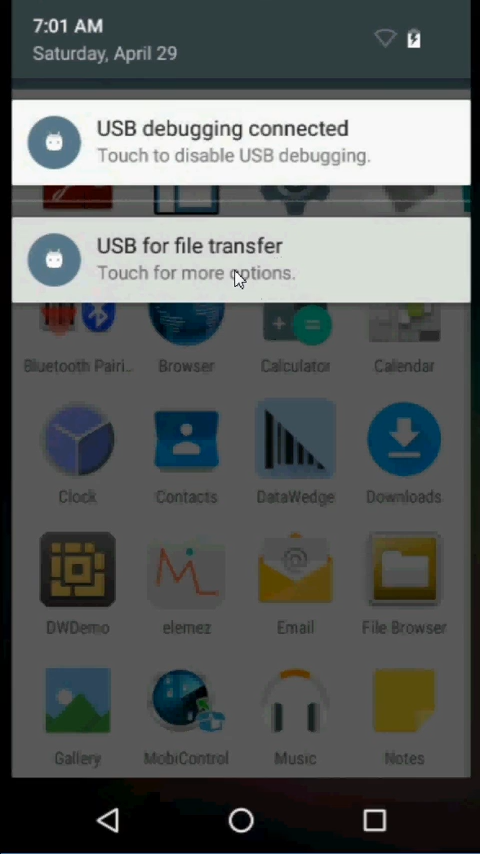 7:01 AM
Saturday, April 29
USB debugging connected
Touch to disable USB debugging.
USB for file transfer
Touch for more options.
Bluetooth Pairi..
Browser
Calculator
Calendar
Clock
Contacts
DataWedge
Downloads
DWDemo
elemez
Email
File Browser
Gallery
MobiControl
Music
Notes